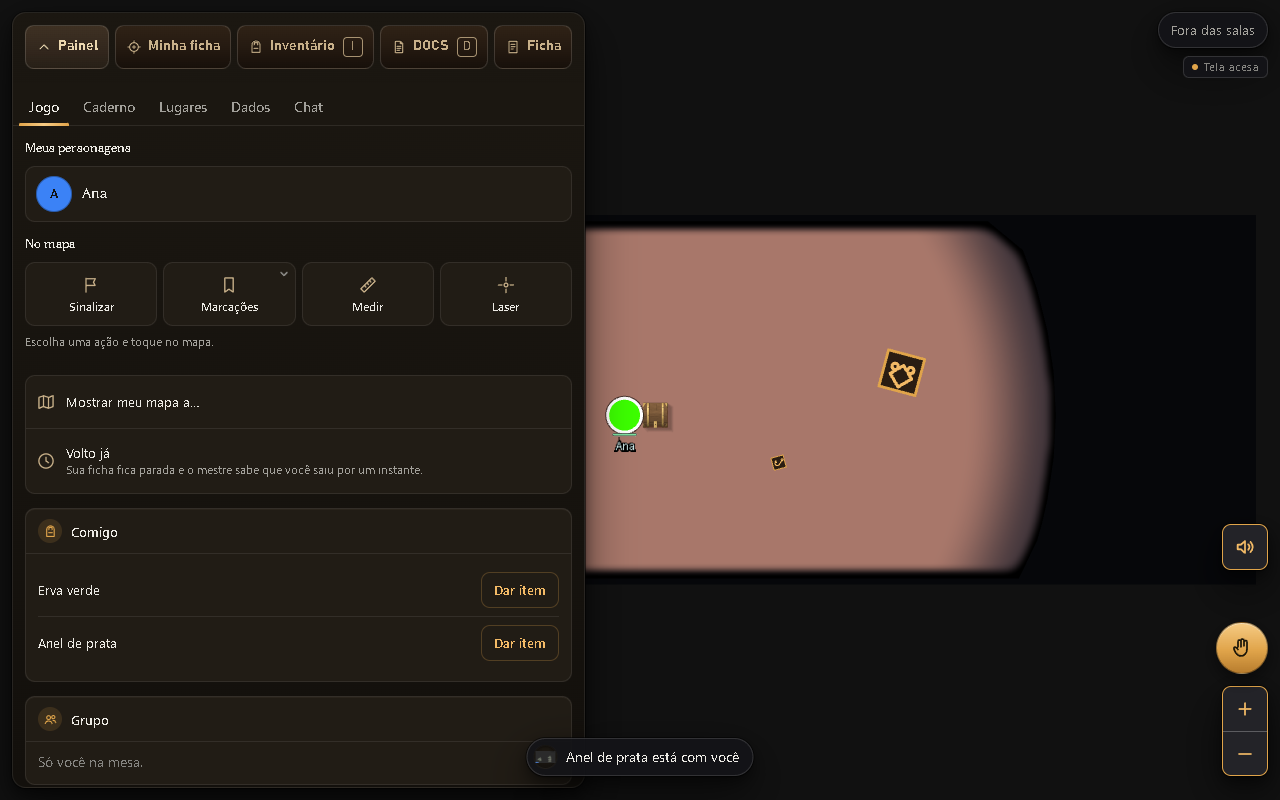 Painel
Minha ficha
Inventário I
DOCS D
Ficha
Fora das salas
Tela acesa
Jogo Caderno Lugares Dados Chat
Meus personagens
A Ana
No mapa
Sinalizar Marcações Medir Laser
Escolha uma ação e toque no mapa.
Mostrar meu mapa a...
Volto já
Sua ficha fica parada e o mestre sabe que você saiu por um instante.
Comigo
Erva verde Dar item
Anel de prata Dar item
Grupo
Só você na mesa.
Ana
Anel de prata está com você